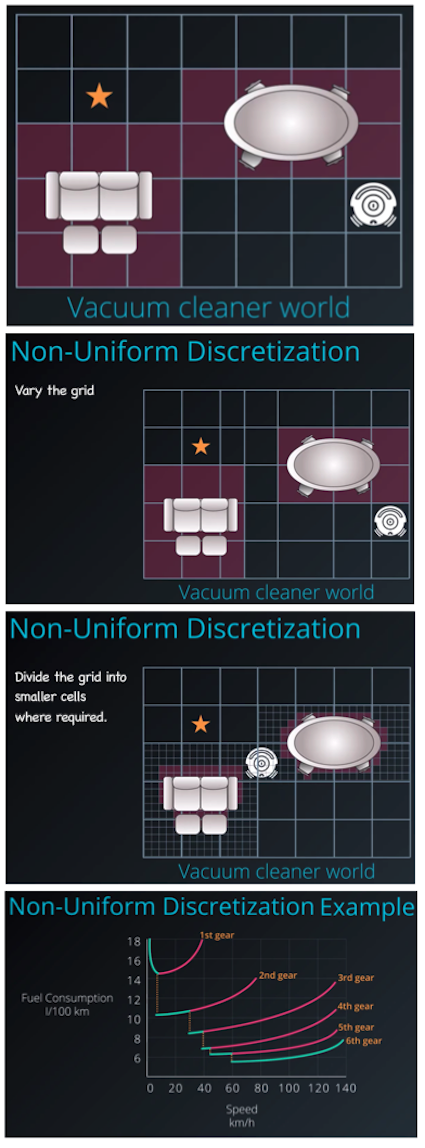 Vacuum cleaner world
Non-Uniform Discretization
Vary the grid
Vacuum cleaner world
Non-Uniform Discretization
Divide the grid into
smaller cells
where required.
Vacuum cleaner world
Non-Uniform Discretization Example
1st gear
2nd gear
3rd gear
4th gear
5th gear
6th gear
Fuel Consumption
l/100 km
18
16
14
12
10
8
6
0 20 40 60 80 100 120 140
Speed
km/h